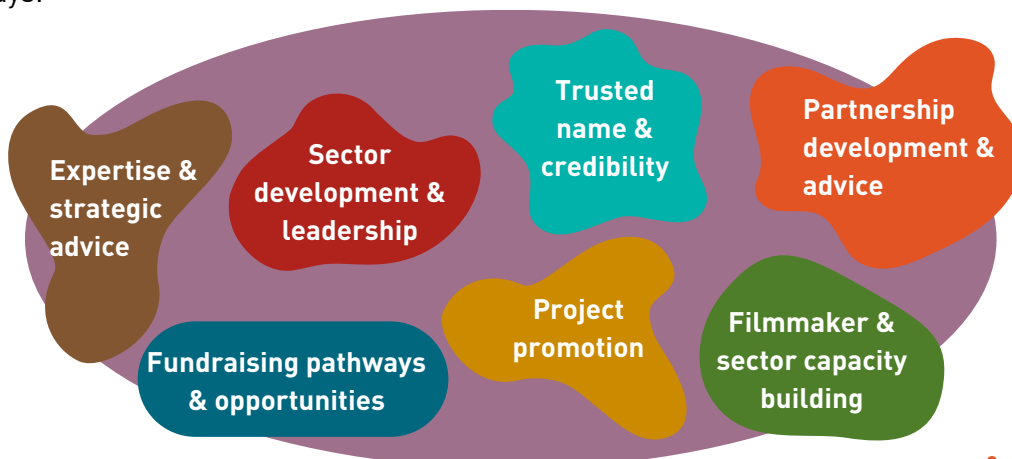 Expertise &
strategic
advice
Sector
development &
leadership
Trusted
name &
credibility
Partnership
development &
advice
Fundraising pathways
& opportunities
Project
promotion
Filmmaker &
sector capacity
building